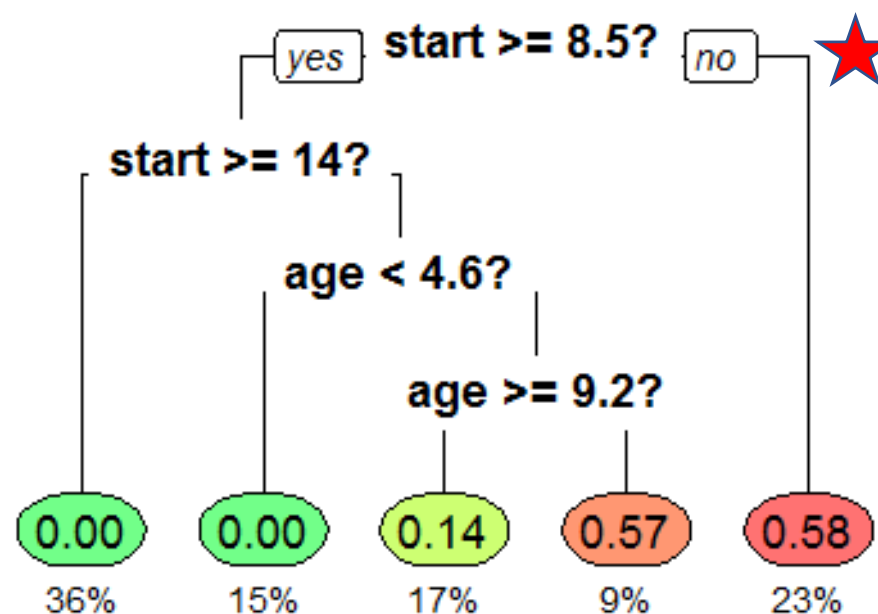 yes start >= 8.5? no
start >= 14?
age < 4.6?
age >= 9.2?
0.00 0.00 0.14 0.57 0.58
36% 15% 17% 9% 23%